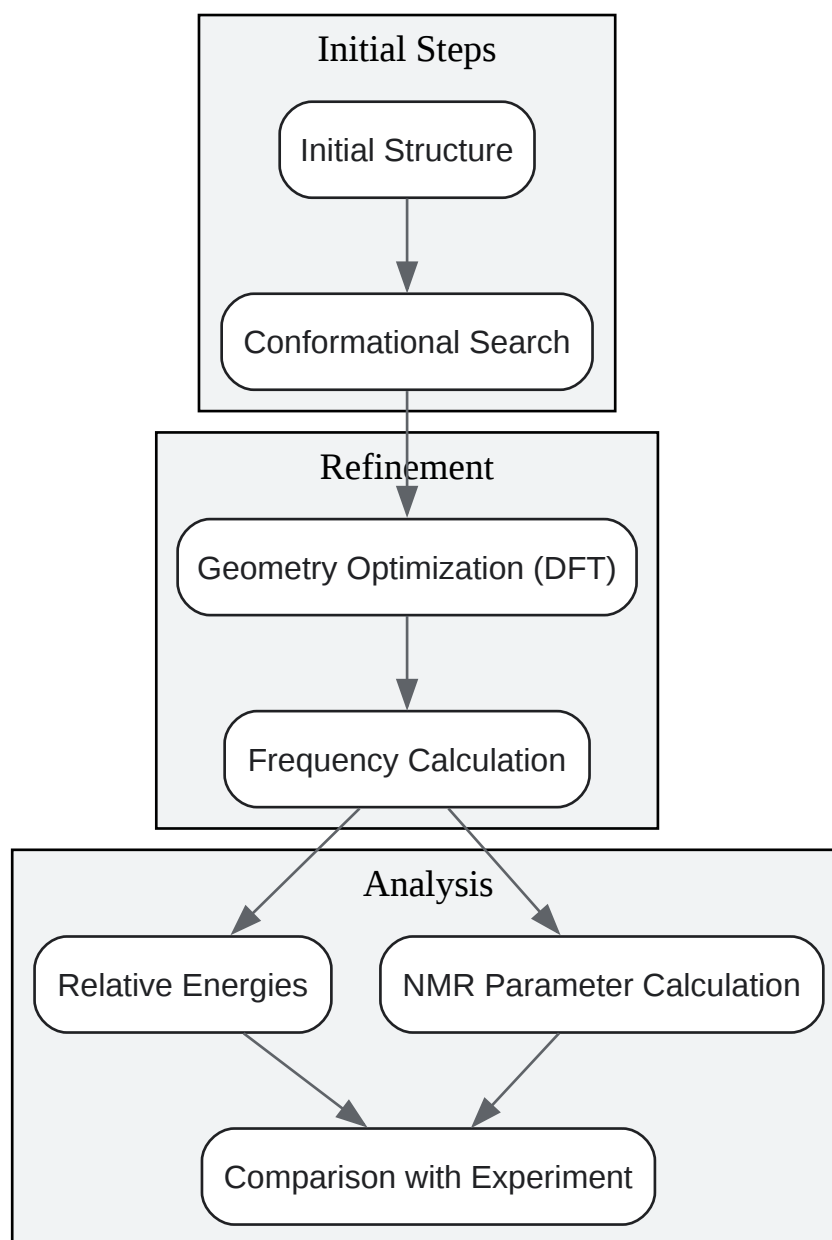 Initial Steps
Initial Structure
Conformational Search
Refinement
Geometry Optimization (DFT)
Frequency Calculation
Analysis
Relative Energies
NMR Parameter Calculation
Comparison with Experiment